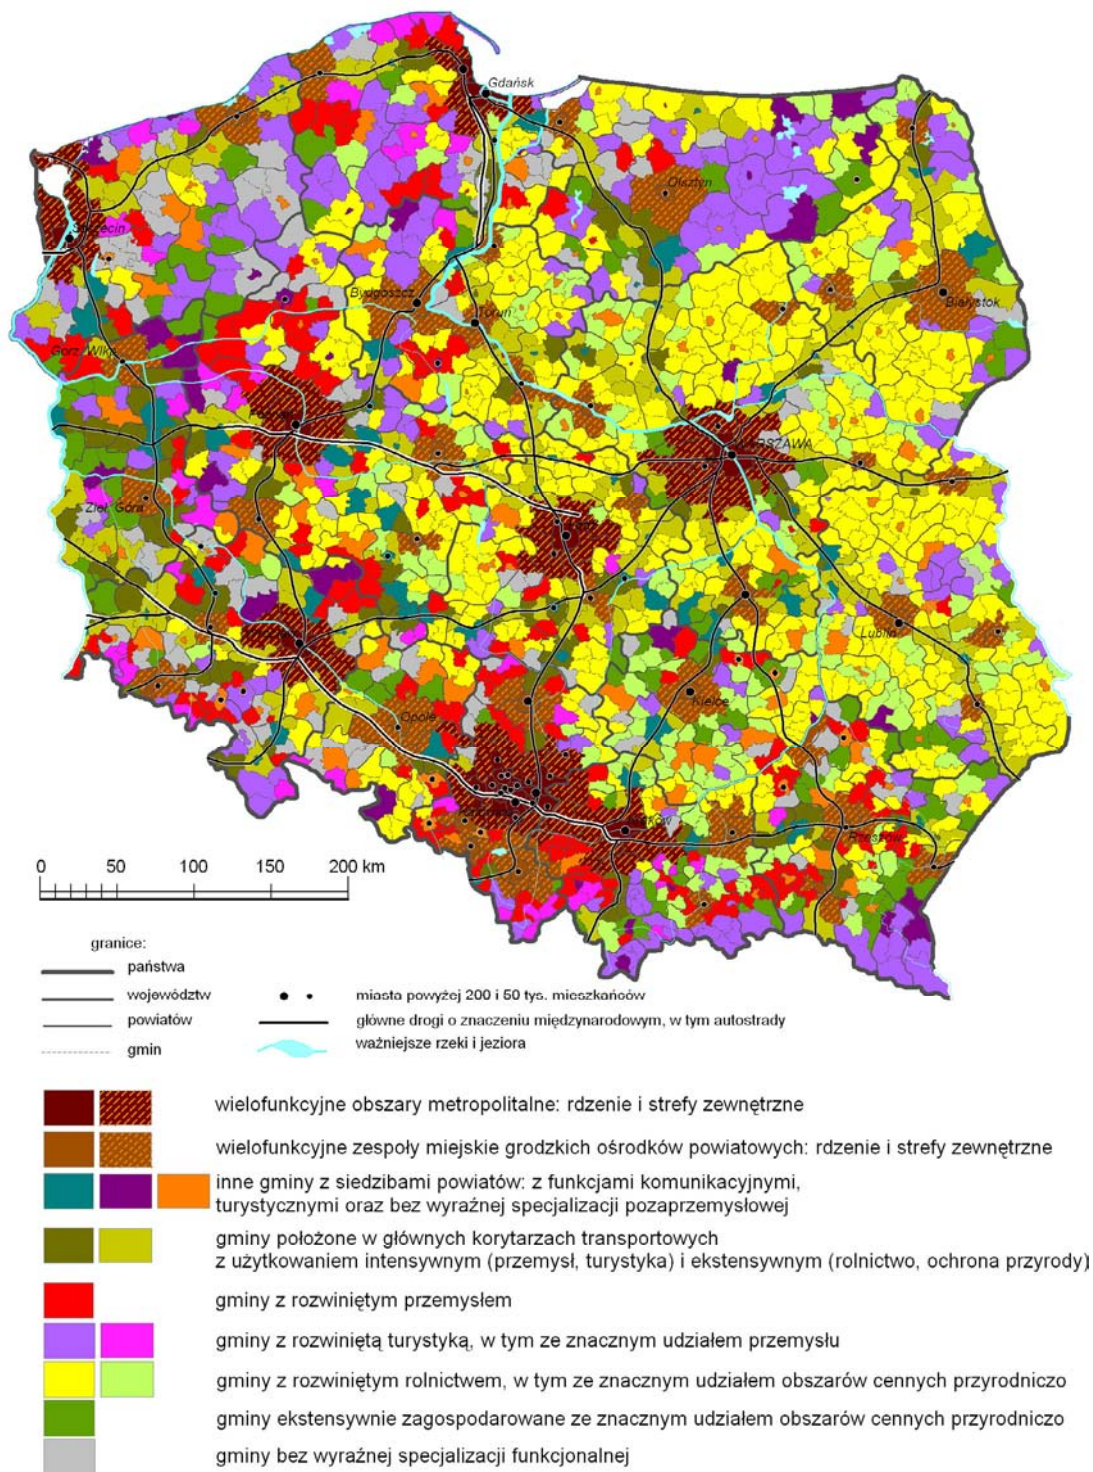 Gdańsk
Olsztyn
Szczecin
Bydgoszcz
Białystok
Toruń
Gorz. Wlkp.
Poznań
WARSZAWA
Ziel. Góra
Lublin
Kielce
Opole
Kraków
Rzeszów
0 50 100 150 200 km
granice:
państwa
województw
powiatów
gmin
miasta powyżej 200 i 50 tys. mieszkańców
główne drogi o znaczeniu międzynarodowym, w tym autostrady
ważniejsze rzeki i jeziora
wielofunkcyjne obszary metropolitalne: rdzenie i strefy zewnętrzne
wielofunkcyjne zespoły miejskie grodzkich ośrodków powiatowych: rdzenie i strefy zewnętrzne
inne gminy z siedzibami powiatów: z funkcjami komunikacyjnymi,
turystycznymi oraz bez wyraźnej specjalizacji pozaprzemysłowej
gminy położone w głównych korytarzach transportowych
z użytkowaniem intensywnym (przemysł, turystyka) i ekstensywnym (rolnictwo, ochrona przyrody)
gminy z rozwiniętym przemysłem
gminy z rozwiniętą turystyką, w tym ze znacznym udziałem przemysłu
gminy z rozwiniętym rolnictwem, w tym ze znacznym udziałem obszarów cennych przyrodniczo
gminy ekstensywnie zagospodarowane ze znacznym udziałem obszarów cennych przyrodniczo
gminy bez wyraźnej specjalizacji funkcjonalnej